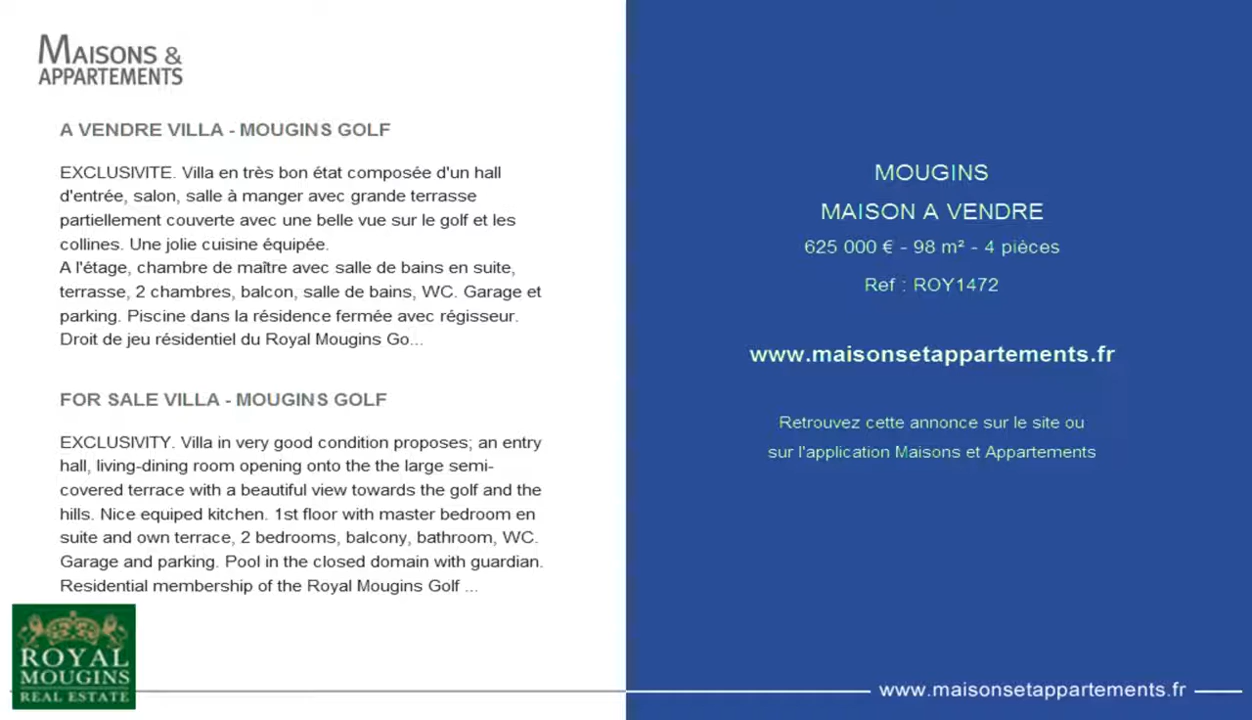 MAISONS &
APPARTEMENTS
A VENDRE VILLA - MOUGINS GOLF
EXCLUSIVITE. Villa en très bon état composée d'un hall
d'entrée, salon, salle à manger avec grande terrasse
partiellement couverte avec une belle vue sur le golf et les
collines. Une jolie cuisine équipée.
A l'étage, chambre de maître avec salle de bains en suite,
terrasse, 2 chambres, balcon, salle de bains, WC. Garage et
parking. Piscine dans la résidence fermée avec régisseur.
Droit de jeu résidentiel du Royal Mougins Go...
FOR SALE VILLA - MOUGINS GOLF
EXCLUSIVITY. Villa in very good condition proposes; an entry
hall, living-dining room opening onto the the large semi-
covered terrace with a beautiful view towards the golf and the
hills. Nice equiped kitchen. 1st floor with master bedroom en
suite and own terrace, 2 bedrooms, balcony, bathroom, WC.
Garage and parking. Pool in the closed domain with guardian.
Residential membership of the Royal Mougins Golf ...
ROYAL
MOUGINS
REAL ESTATE
MOUGINS
MAISON A VENDRE
625 000 € - 98 m² - 4 pièces
Ref : ROY1472
www.maisonsetappartements.fr
Retrouvez cette annonce sur le site ou
sur l'application Maisons et Appartements
www.maisonsetappartements.fr